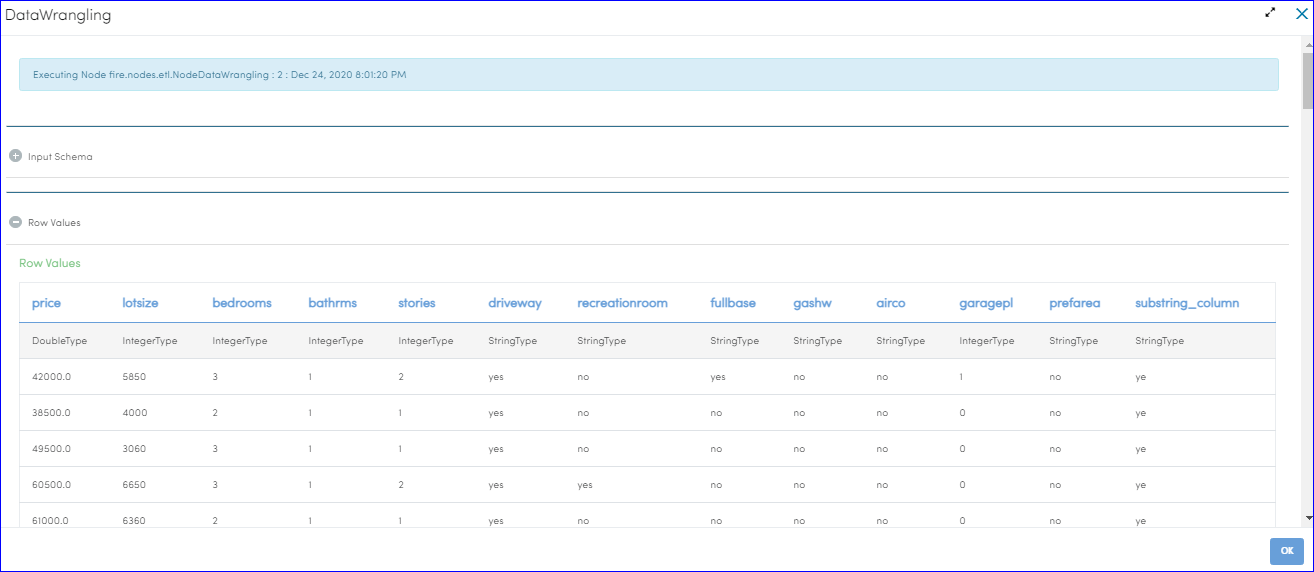 DataWrangling
Executing Node fire.nodes.etl.NodeDataWrangling : 2 : Dec 24, 2020 8:01:20 PM
Input Schema
Row Values
Row Values
price lotsize bedrooms bathrms stories driveway recreationroom fullbase gashw airco garagepl prefarea substring_column
DoubleType IntegerType IntegerType IntegerType IntegerType StringType StringType StringType StringType StringType IntegerType StringType StringType
42000.0 5850 3 1 2 yes no yes no no 1 no ye
38500.0 4000 2 1 1 yes no no no no 0 no ye
49500.0 3060 3 1 1 yes no no no no 0 no ye
60500.0 6650 3 1 2 yes yes no no no 0 no ye
61000.0 6360 2 1 1 yes no no no no 0 no ye
OK